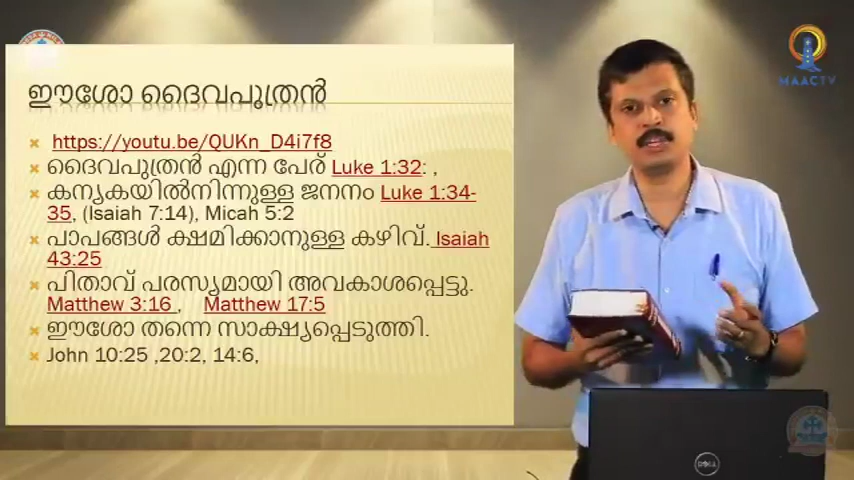 ഈശോ ദൈവപുത്രൻ
https://youtu.be/QUKn_D4i7f8
ദൈവപുത്രൻ എന്ന പേര് Luke 1:32: ,
കന്യകയിൽനിന്നുള്ള ജനനം Luke 1:34-
35, (Isaiah 7:14), Micah 5:2
പാപങ്ങൾ ക്ഷമിക്കാനുള്ള കഴിവ്. Isaiah
43:25
പിതാവ് പരസ്യമായി അവകാശപ്പെട്ടു.
Matthew 3:16 , Matthew 17:5
ഈശോ തന്നെ സാക്ഷ്യപ്പെടുത്തി.
John 10:25 ,20:2, 14:6,
MAACTV
DELL